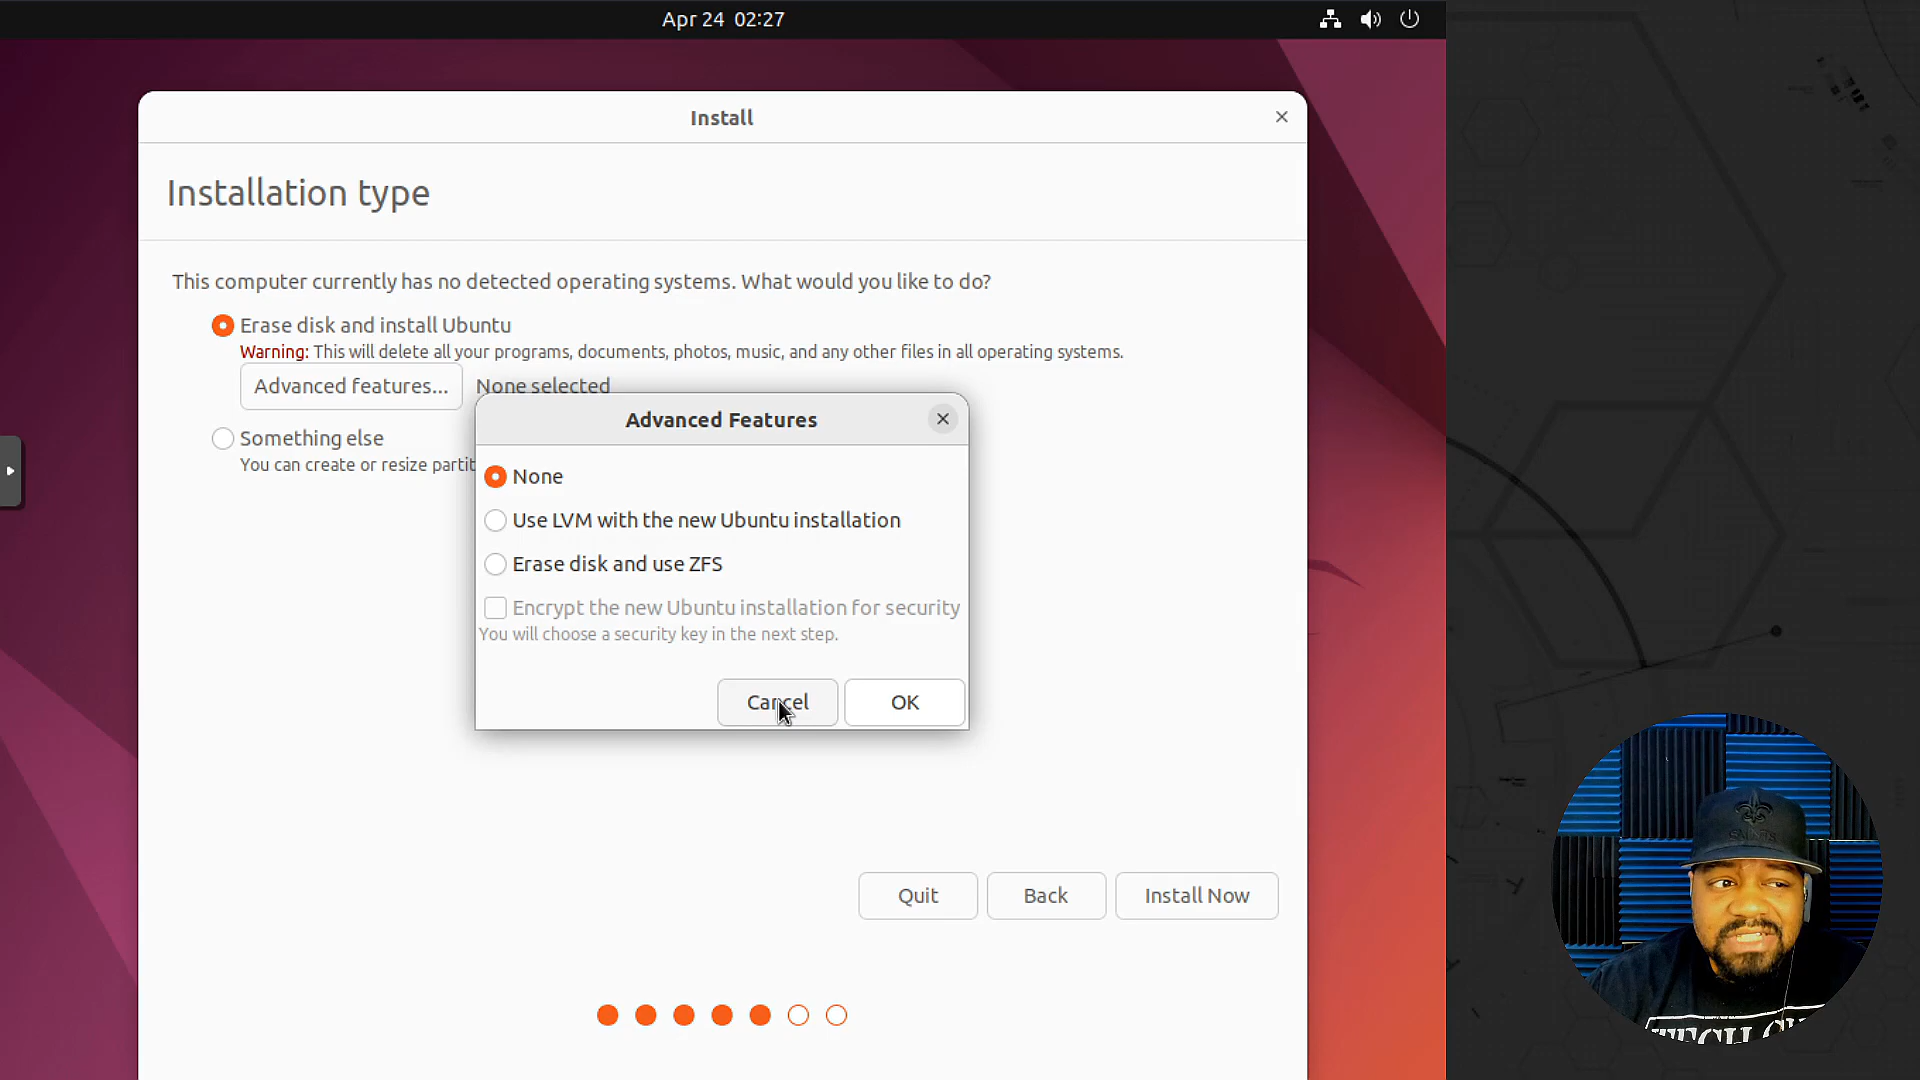 Apr 24 02:27
Install
Installation type
This computer currently has no detected operating systems. What would you like to do?
Erase disk and install Ubuntu
Warning: This will delete all your programs, documents, photos, music, and any other files in all operating systems.
Advanced features... None selected
Something else
You can create or resize partit
Advanced Features
None
Use LVM with the new Ubuntu installation
Erase disk and use ZFS
Encrypt the new Ubuntu installation for security
You will choose a security key in the next step.
Cancel OK
Quit Back Install Now
SAINTS